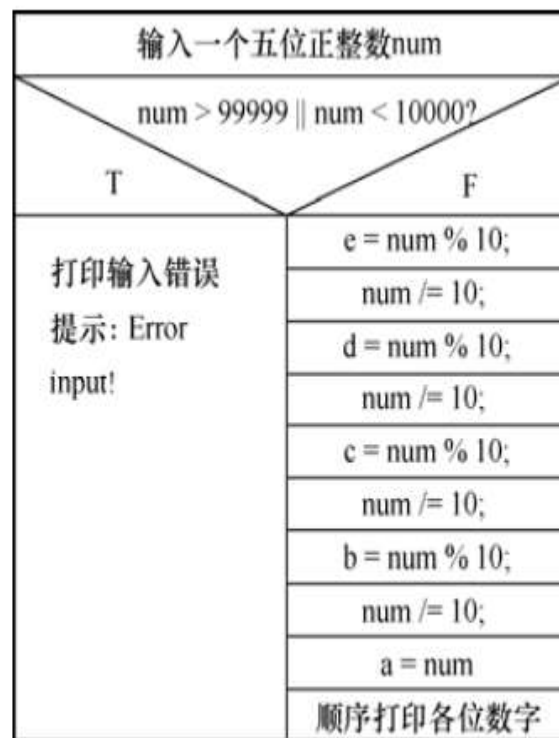 输入一个五位正整数num
num > 99999 || num < 10000?
T
F
打印输入错误
提示: Error
input!
e = num % 10;
num /= 10;
d = num % 10;
num /= 10;
c = num % 10;
num /= 10;
b = num % 10;
num /= 10;
a = num
顺序打印各位数字